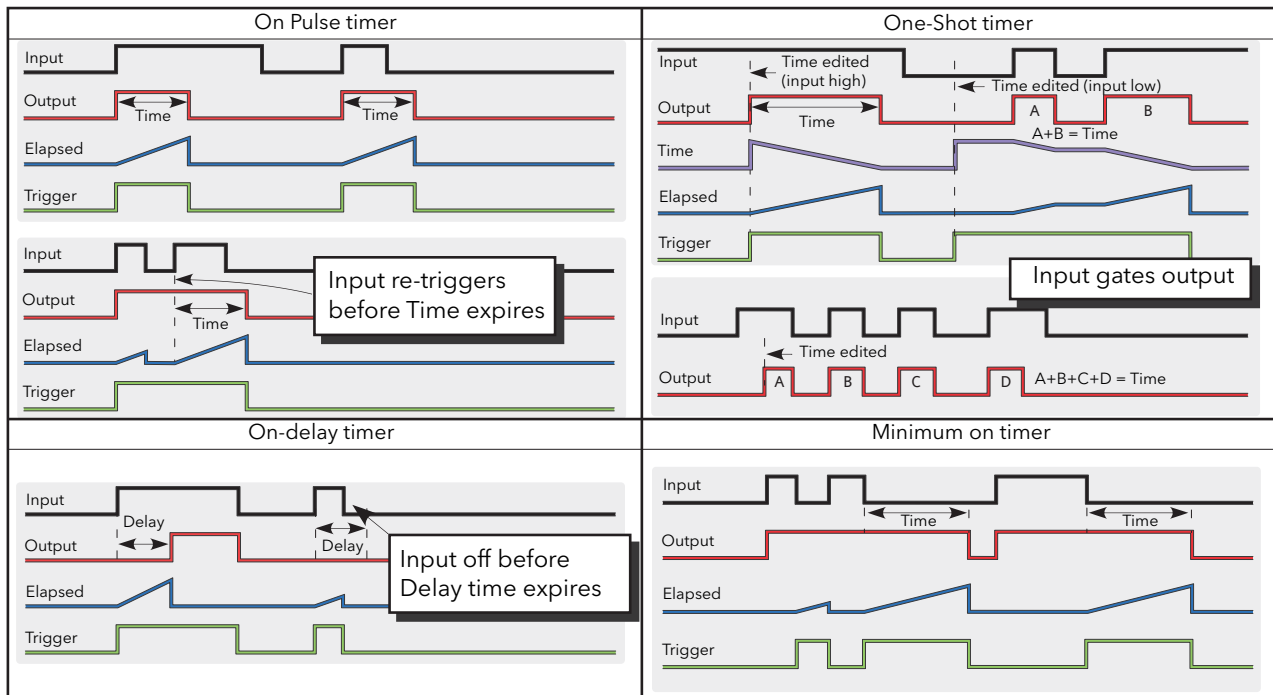 On Pulse timer
Input
Output
Time
Time
Elapsed
Trigger
Input
Input re-triggers
before Time expires
Output
Time
Elapsed
Trigger
One-Shot timer
Input
Time edited
(input high)
Time edited (input low)
Output
A
B
Time
A+B = Time
Time
Elapsed
Trigger
Input gates output
Input
Time edited
Output
A
B
C
D
A+B+C+D = Time
On-delay timer
Input
Delay
Output
Delay
Input off before
Delay time expires
Elapsed
Trigger
Minimum on timer
Input
Time
Time
Output
Elapsed
Trigger